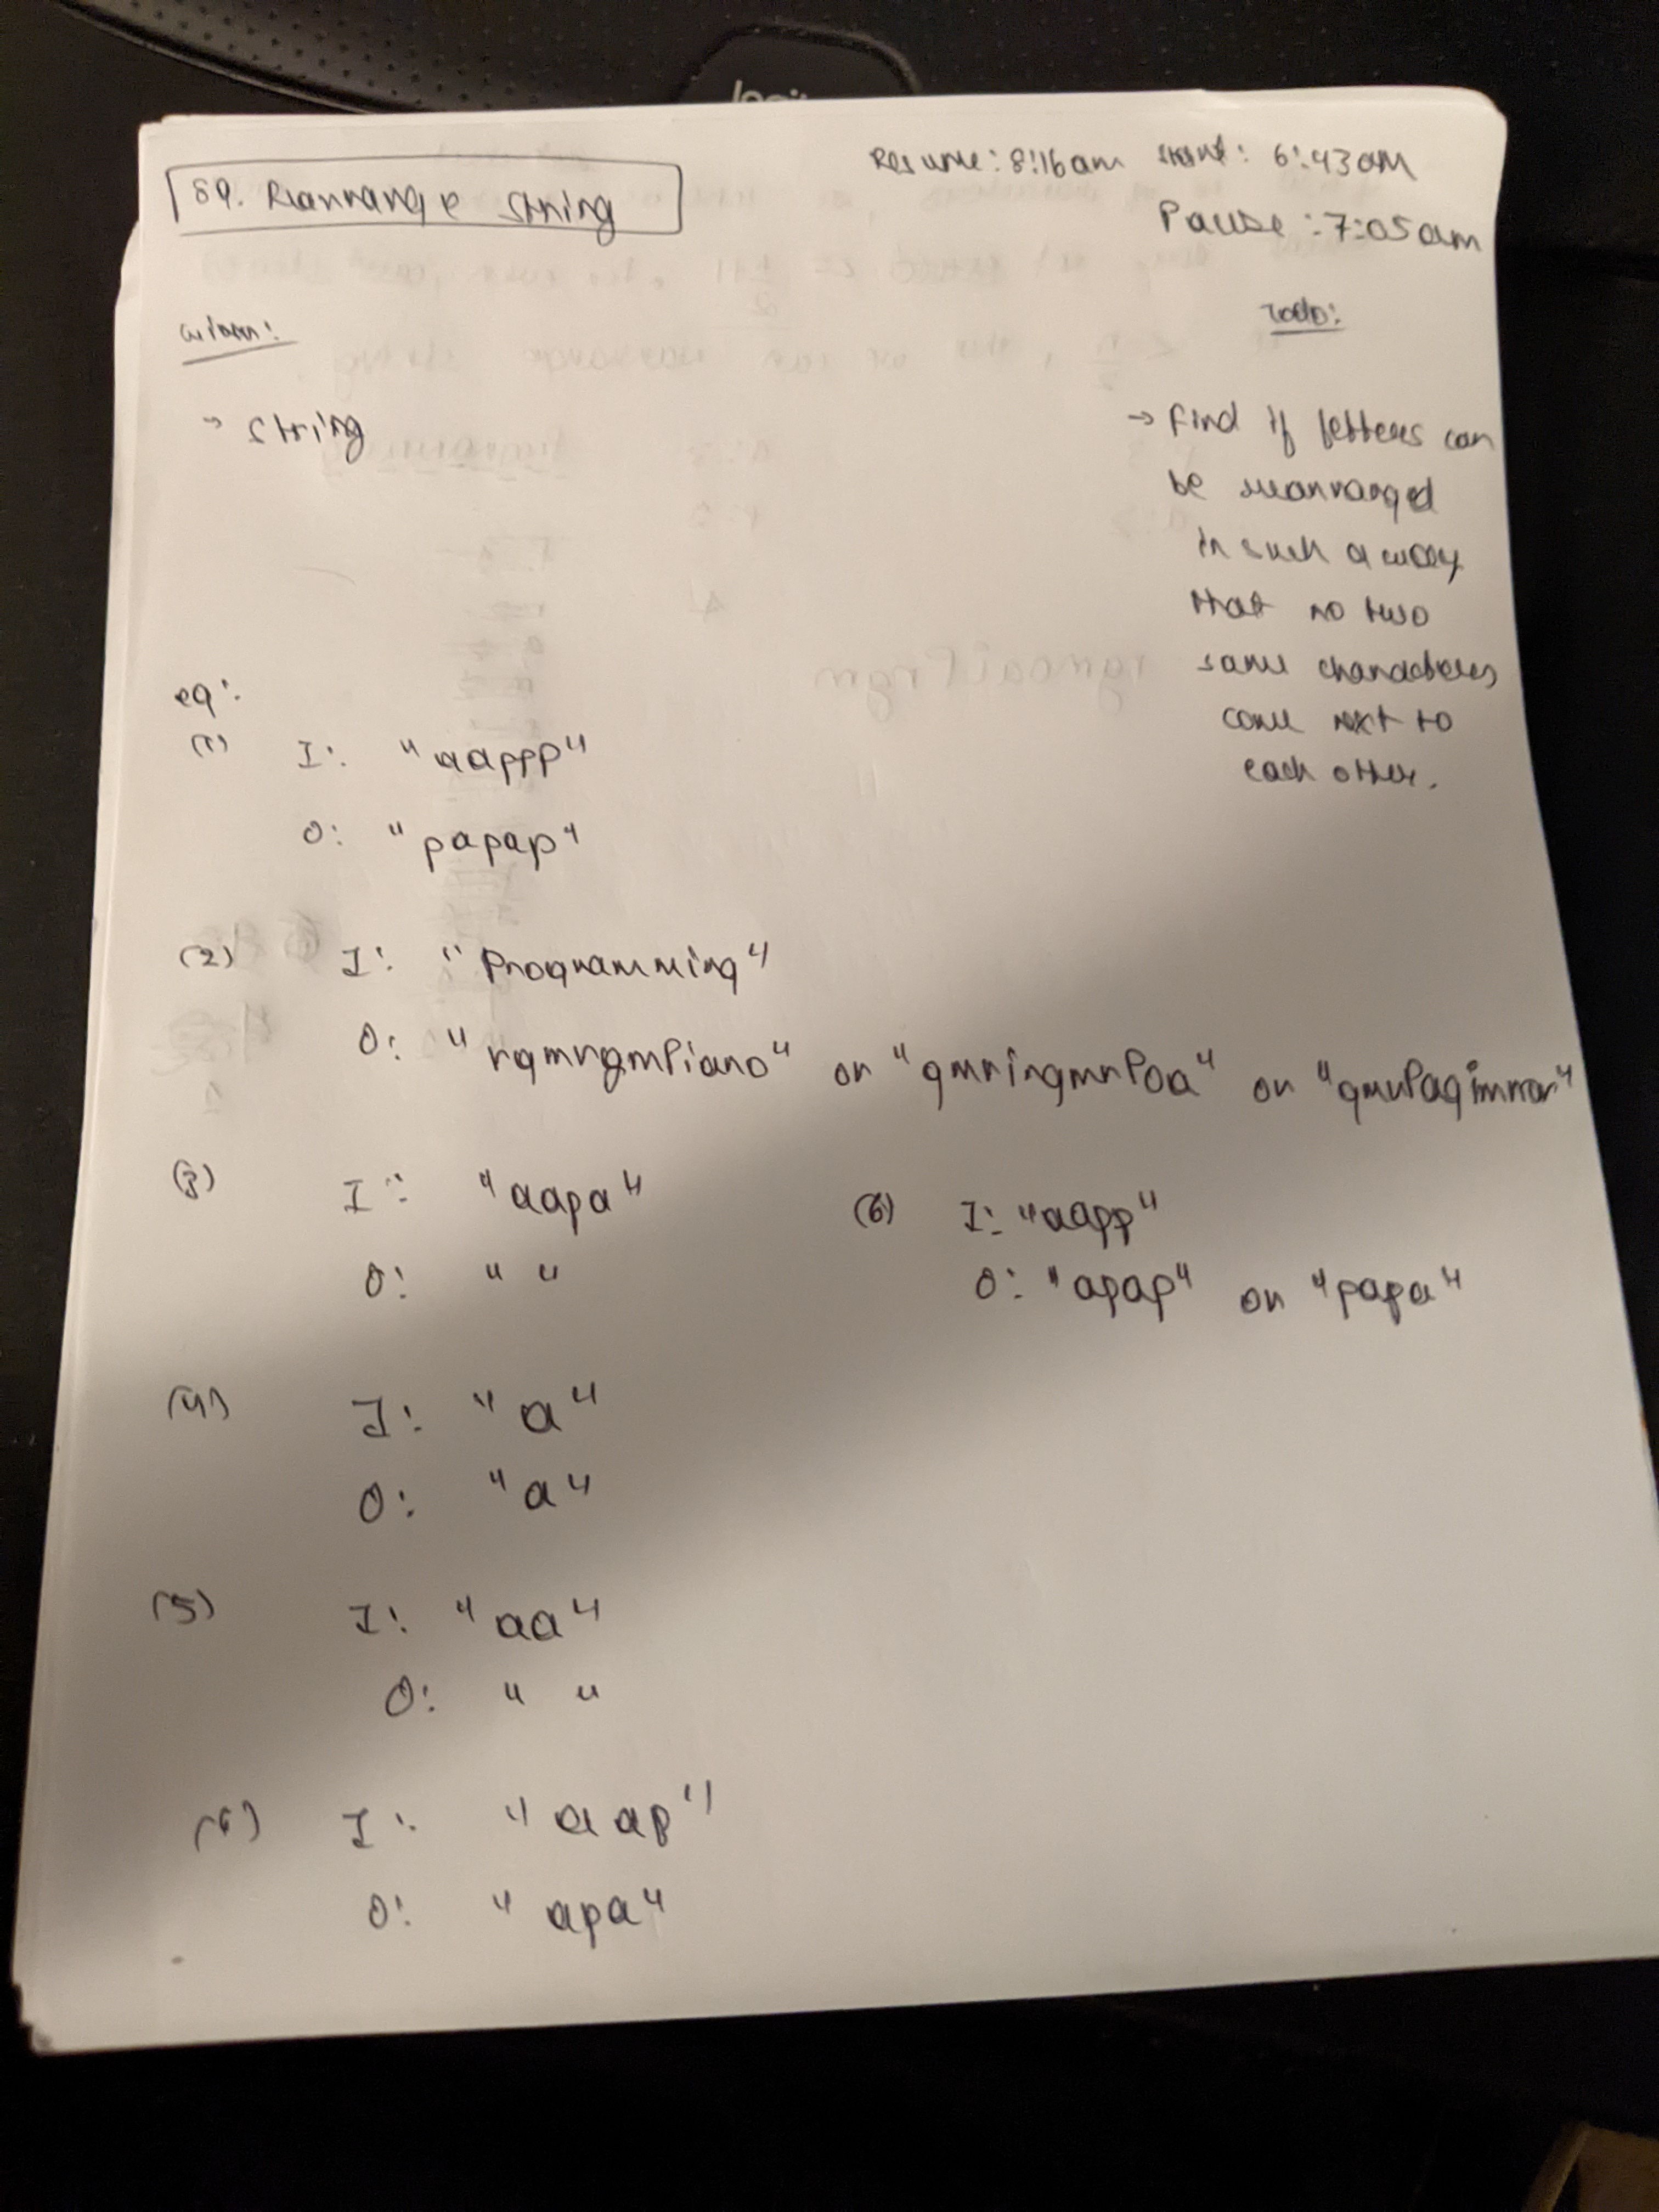 logi
89. Rearrange String
Resume: 8:16am Start: 6:43am
Pause: 7:05am
Given:
Todo:
→ String
→ Find if letters can
be rearranged
in such a way
that no two
same characters
come next to
each other.
eg:
(1) I: "aappp"
O: "papap"
(2) I: "Programming"
O: "rgmrgmPiano" or "gmringmrPoa" or "gmrPagimrnor"
(3) I: "aapa"
O: " "
(6) I: "aapp"
O: "apap" or "papa"
(4) I: "a"
O: "a"
(5) I: "aa"
O: " "
(6) I: "aap"
O: "apa"